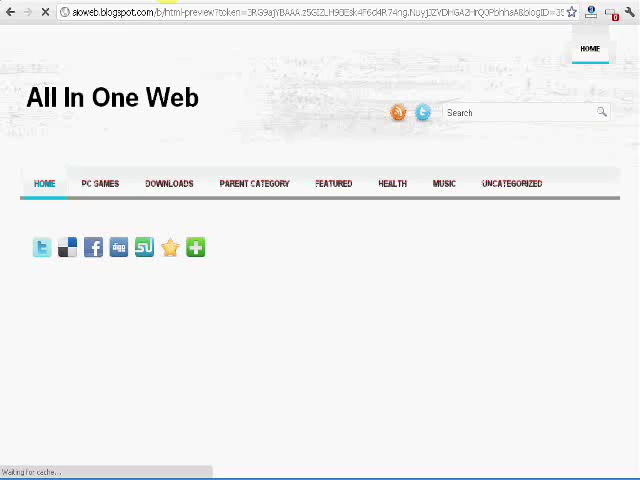 aioweb.blogspot.com/b/html-preview?token=
HOME
All In One Web
Search
HOME PC GAMES DOWNLOADS PARENT CATEGORY FEATURED HEALTH MUSIC UNCATEGORIZED
digg
Waiting for cache...